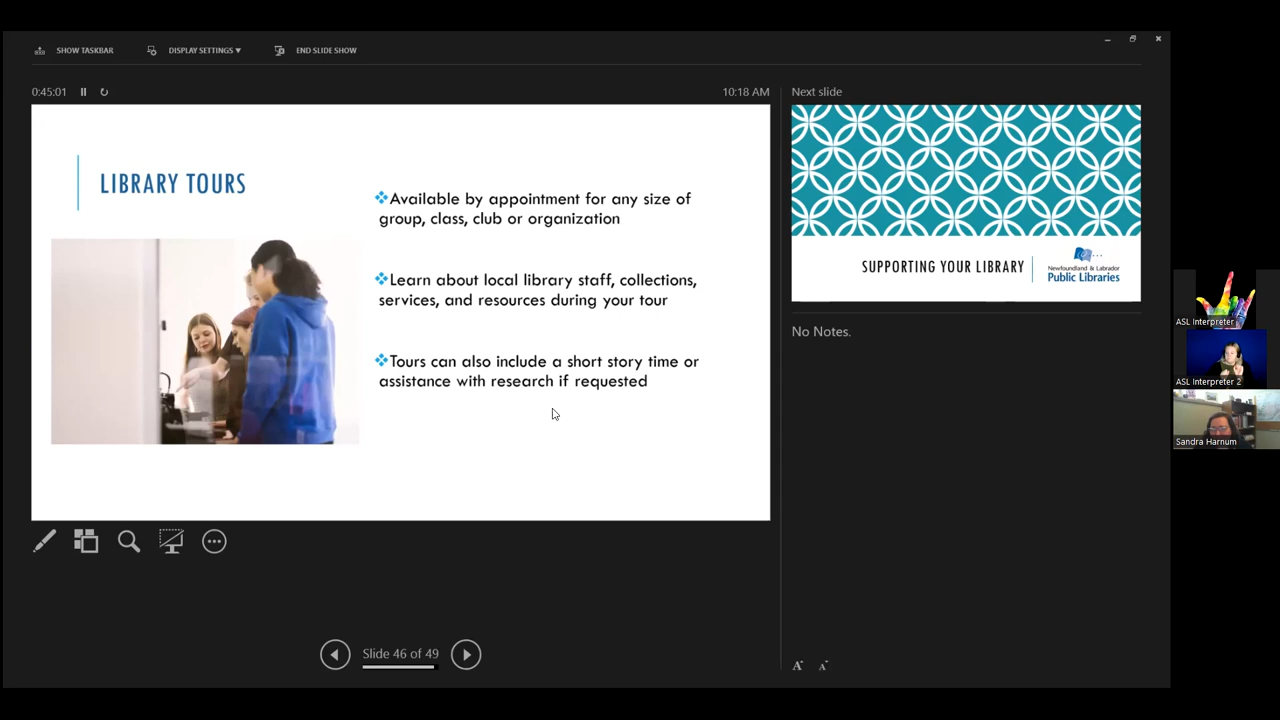 SHOW TASKBAR
DISPLAY SETTINGS ▼
END SLIDE SHOW
0:45:01
10:18 AM
Next slide
LIBRARY TOURS
❖Available by appointment for any size of
group, class, club or organization
❖Learn about local library staff, collections,
services, and resources during your tour
❖Tours can also include a short story time or
assistance with research if requested
SUPPORTING YOUR LIBRARY
Newfoundland & Labrador
Public Libraries
No Notes.
ASL Interpreter
ASL Interpreter 2
Sandra Harnum
Slide 46 of 49
A
A